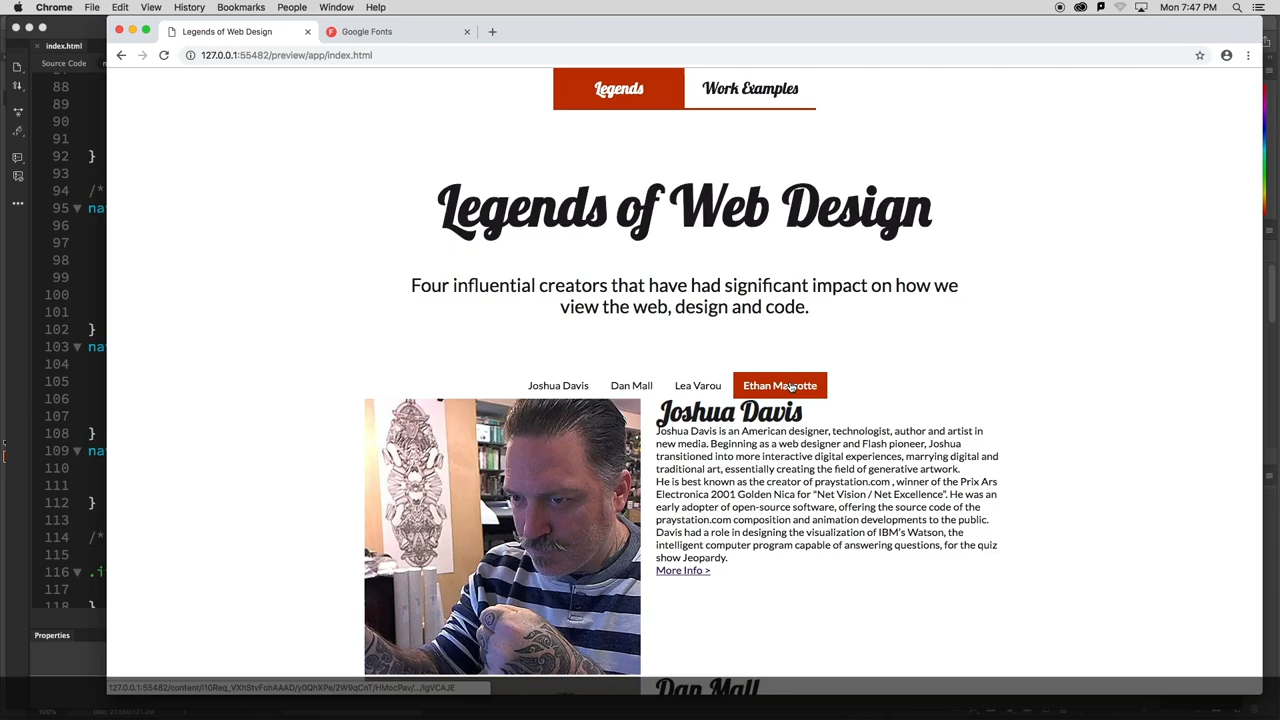 Chrome File Edit View History Bookmarks People Window Help Mon 7:47 PM
index.html Legends of Web Design Google Fonts
Source Code 127.0.0.1:55482/preview/app/index.html
88
89
90
91
92 }
93
94 /*
95 na
96
97
98
99
100
101
102 }
103 na
104
105
106
107
108 }
109 na
110
111
112 }
113
114 /*
115
116 .i
117
118 }
Properties
Legends Work Examples
Legends of Web Design
Four influential creators that have had significant impact on how we
view the web, design and code.
Joshua Davis Dan Mall Lea Varou Ethan Marcotte
Joshua Davis
Joshua Davis is an American designer, technologist, author and artist in
new media. Beginning as a web designer and Flash pioneer, Joshua
transitioned into more interactive digital experiences, marrying digital and
traditional art, essentially creating the field of generative artwork.
He is best known as the creator of praystation.com , winner of the Prix Ars
Electronica 2001 Golden Nica for "Net Vision / Net Excellence". He was an
early adopter of open-source software, offering the source code of the
praystation.com composition and animation developments to the public.
Davis had a role in designing the visualization of IBM's Watson, the
intelligent computer program capable of answering questions, for the quiz
show Jeopardy.
More Info >
Dan Mall